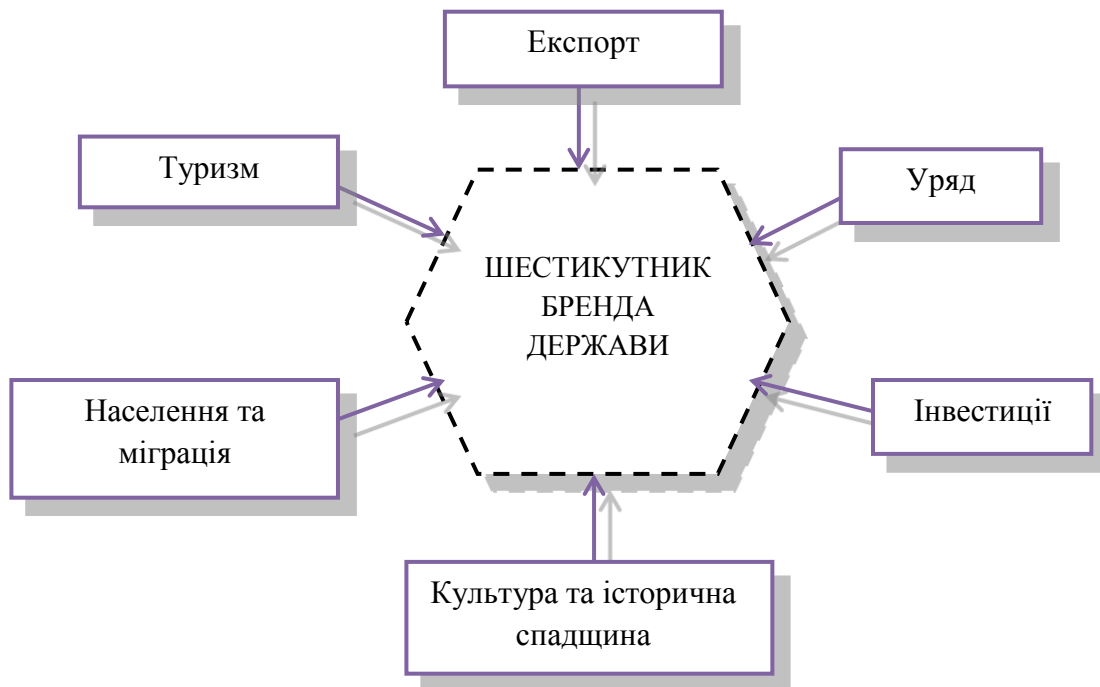 Експорт
Туризм
Уряд
ШЕСТИКУТНИК
БРЕНДА
ДЕРЖАВИ
Населення та
міграція
Інвестиції
Культура та історична
спадщина